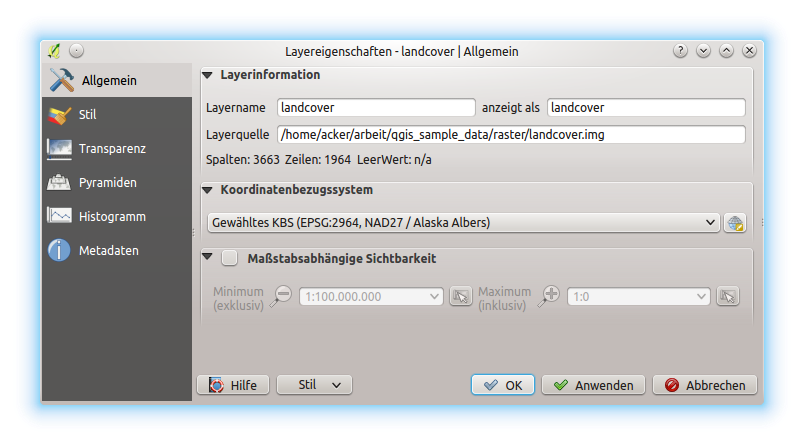 Layereigenschaften - landcover | Allgemein
Allgemein
Stil
Transparenz
Pyramiden
Histogramm
Metadaten
Layerinformation
Layername landcover anzeigt als landcover
Layerquelle /home/acker/arbeit/qgis_sample_data/raster/landcover.img
Spalten: 3663 Zeilen: 1964 LeerWert: n/a
Koordinatenbezugssystem
Gewähltes KBS (EPSG:2964, NAD27 / Alaska Albers)
Maßstabsabhängige Sichtbarkeit
Minimum
(exklusiv)
1:100.000.000
Maximum
(inklusiv)
1:0
Hilfe Stil OK Anwenden Abbrechen